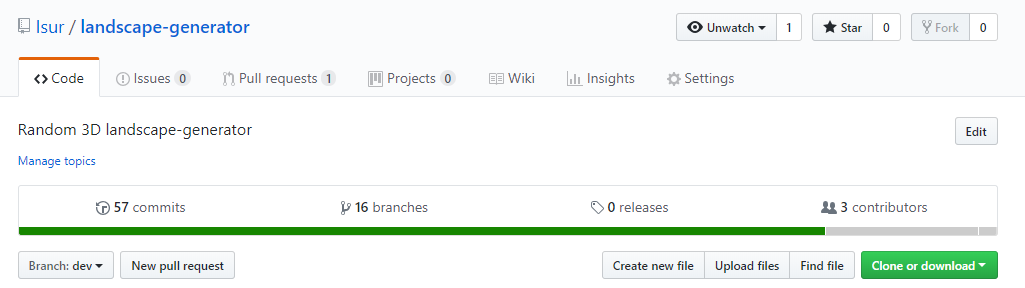 lsur / landscape-generator
Unwatch 1 Star 0 Fork 0
Code Issues 0 Pull requests 1 Projects 0 Wiki Insights Settings
Random 3D landscape-generator Edit
Manage topics
57 commits 16 branches 0 releases 3 contributors
Branch: dev New pull request Create new file Upload files Find file Clone or download